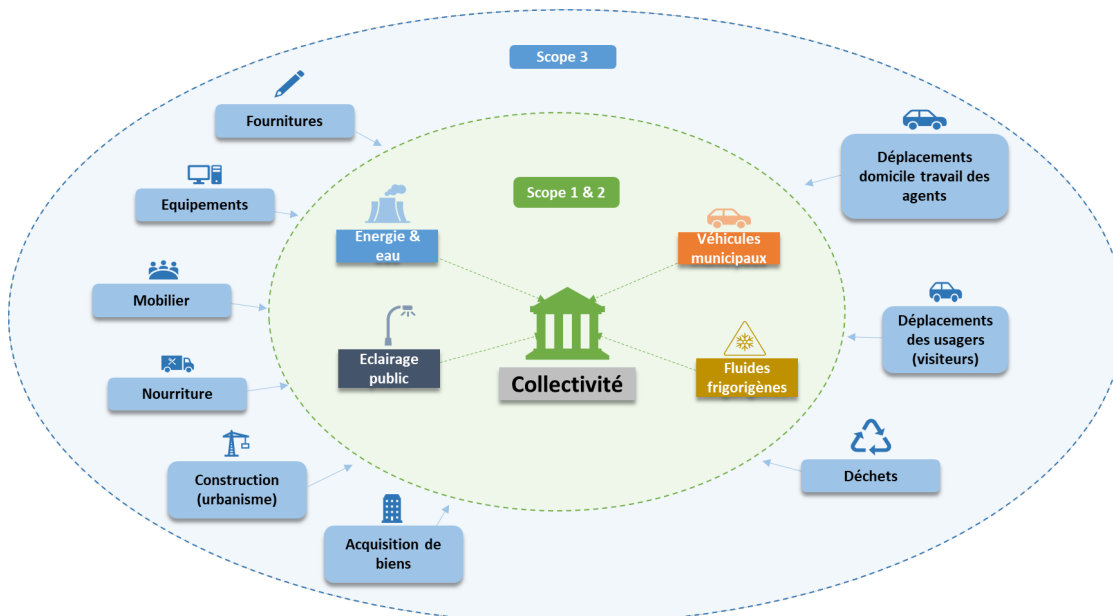 Scope 3
Fournitures
Equipements
Mobilier
Nourriture
Construction
(urbanisme)
Acquisition de
biens
Scope 1 & 2
Energie &
eau
Véhicules
municipaux
Eclairage
public
Fluides
frigorigènes
Collectivité
Déplacements
domicile travail des
agents
Déplacements
des usagers
(visiteurs)
Déchets